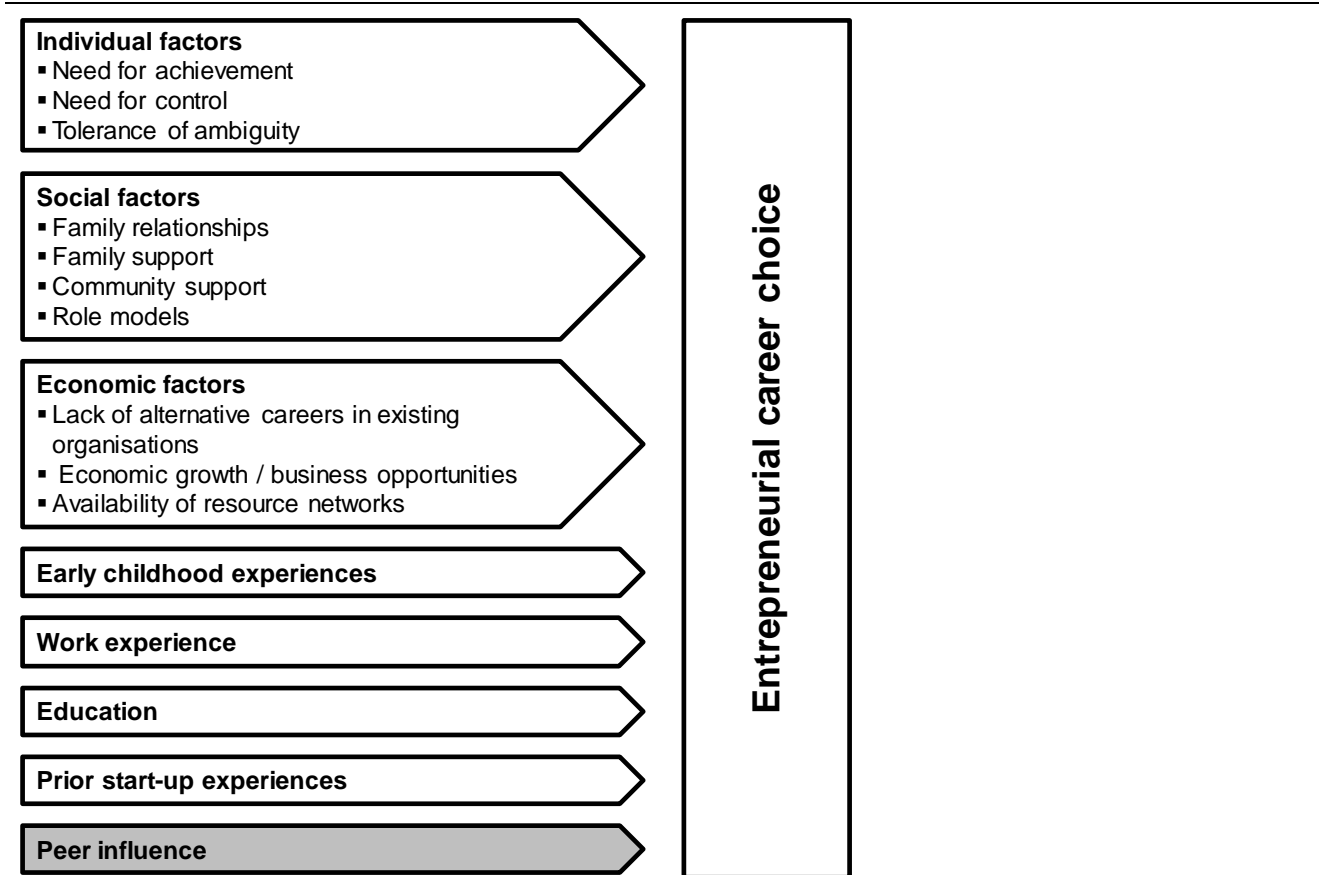 Individual factors
▪ Need for achievement
▪ Need for control
▪ Tolerance of ambiguity
Social factors
▪ Family relationships
▪ Family support
▪ Community support
▪ Role models
Economic factors
▪ Lack of alternative careers in existing
organisations
▪ Economic growth / business opportunities
▪ Availability of resource networks
Early childhood experiences
Work experience
Education
Prior start-up experiences
Peer influence
Entrepreneurial career choice